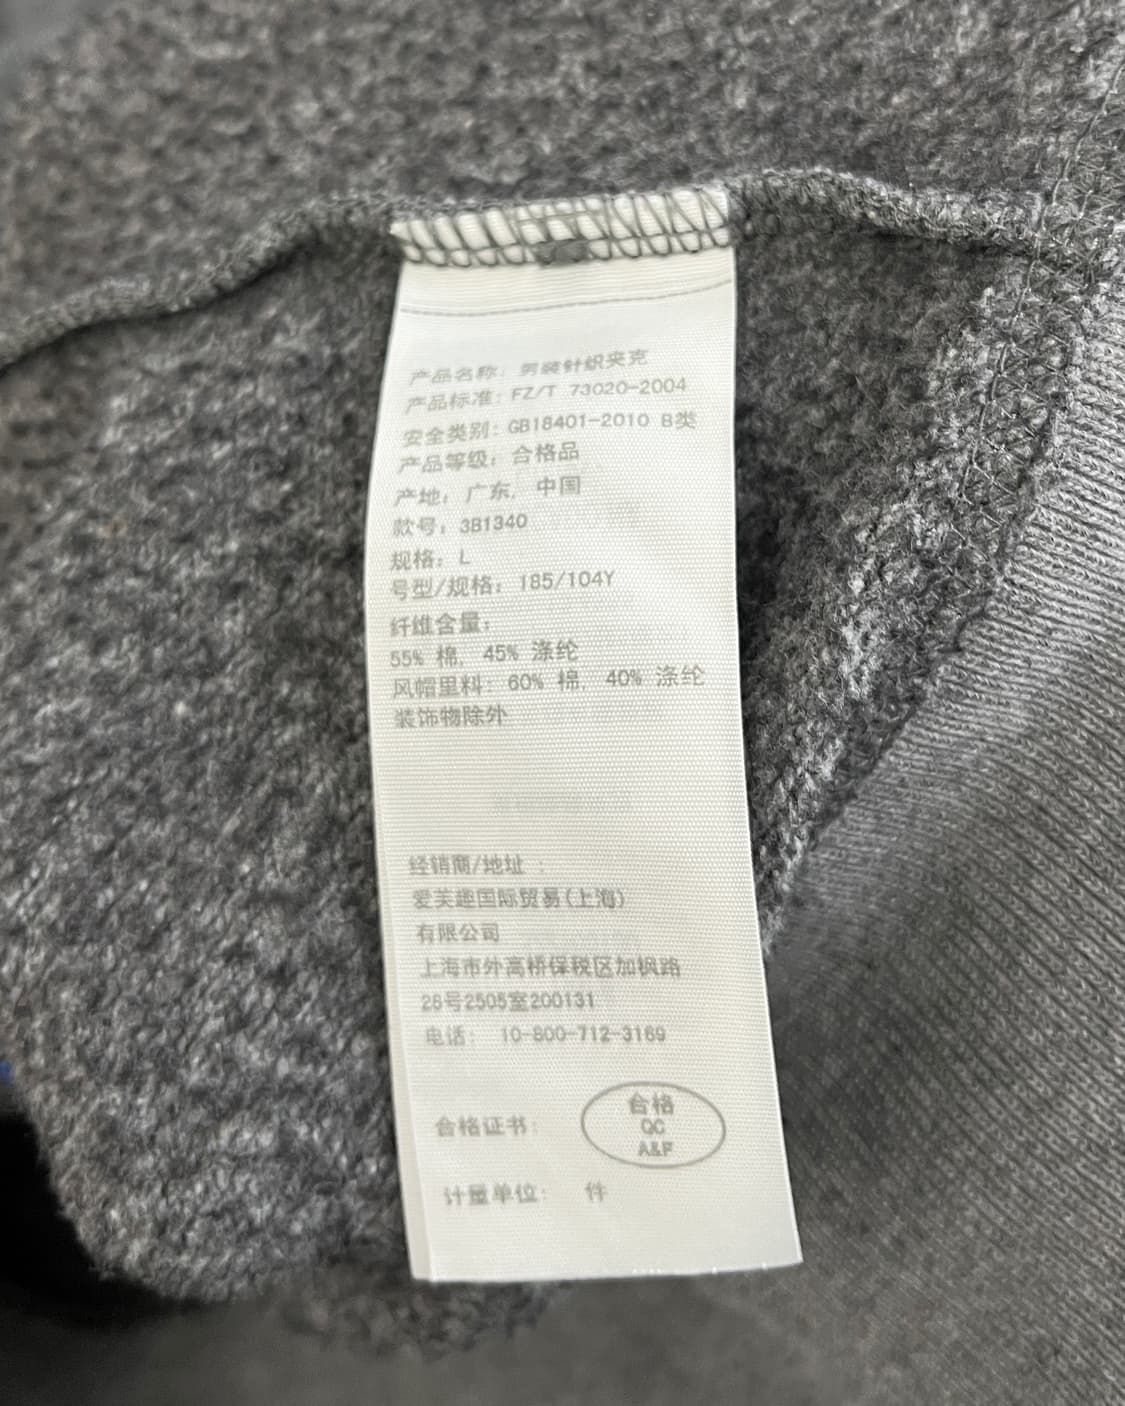 产品名称: 男装针织夹克
产品标准: FZ/T 73020-2004
安全类别: GB18401-2010 B类
产品等级: 合格品
产地: 广东, 中国
款号: 3B1340
规格: L
号型/规格: 185/104Y
纤维含量:
55% 棉, 45% 涤纶
风帽里料: 60% 棉, 40% 涤纶
装饰物除外
经销商/地址 :
爱芙趣国际贸易(上海)
有限公司
上海市外高桥保税区加枫路
26号2505室200131
电话: 10-800-712-3169
合格证书:
合格
QC
A&F
计量单位: 件